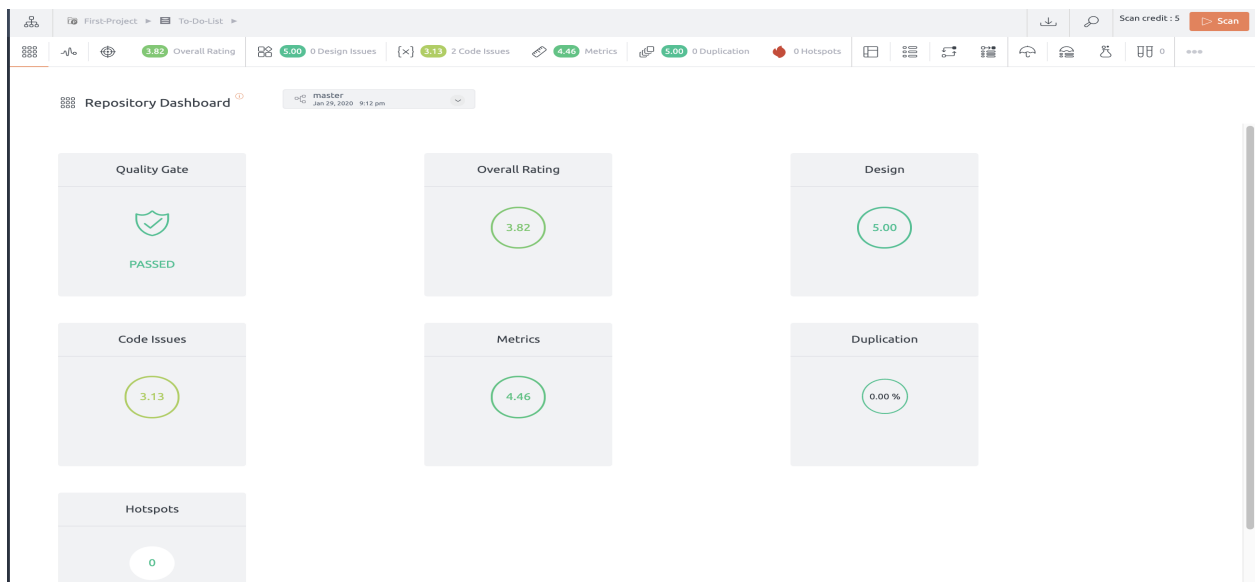 First-Project To-Do-List Scan credit : 5 Scan
3.82 Overall Rating 5.00 0 Design Issues {×} 3.13 2 Code Issues 4.46 Metrics 5.00 0 Duplication 0 Hotspots 0
Repository Dashboard
master
Jan 29, 2020 9:12 pm
Quality Gate Overall Rating Design
3.82 5.00
PASSED
Code Issues Metrics Duplication
3.13 4.46 0.00 %
Hotspots
0